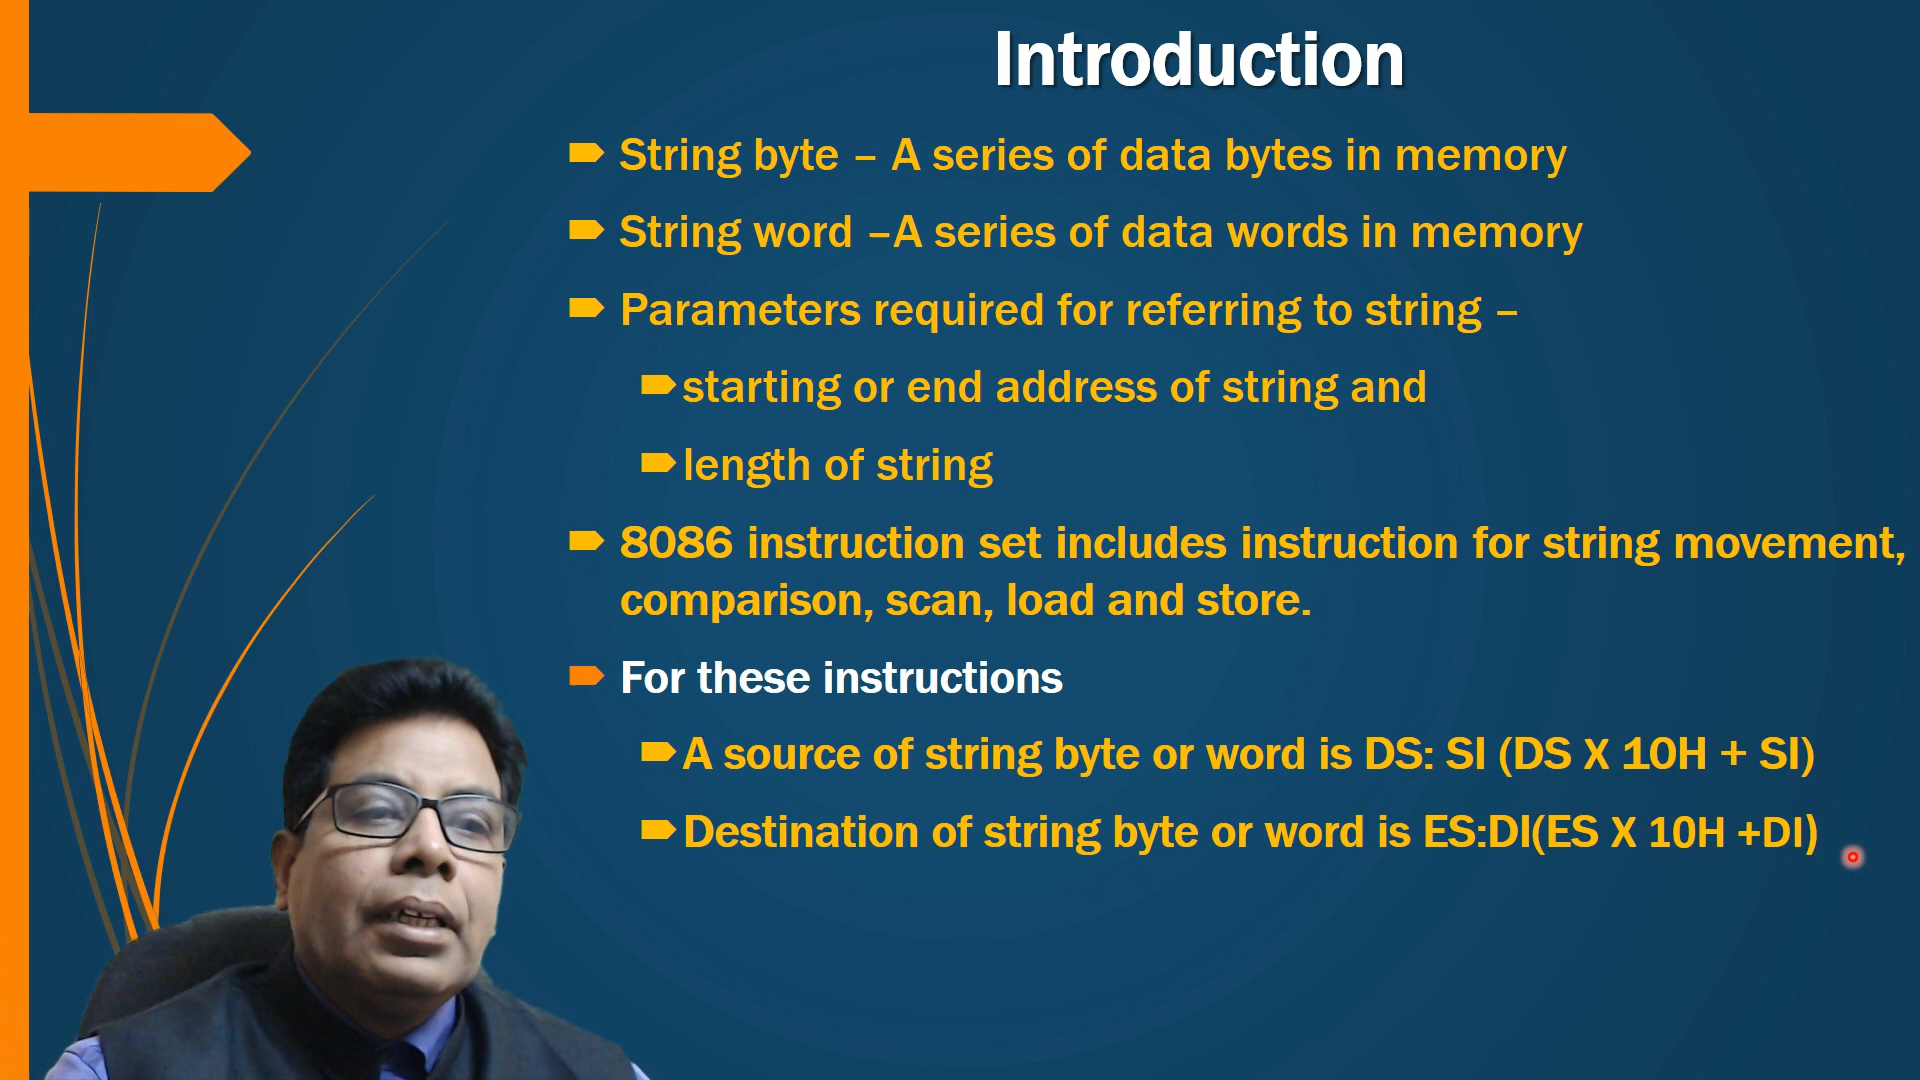 Introduction
String byte – A series of data bytes in memory
String word –A series of data words in memory
Parameters required for referring to string –
starting or end address of string and
length of string
8086 instruction set includes instruction for string movement,
comparison, scan, load and store.
For these instructions
A source of string byte or word is DS: SI (DS X 10H + SI)
Destination of string byte or word is ES:DI(ES X 10H +DI)